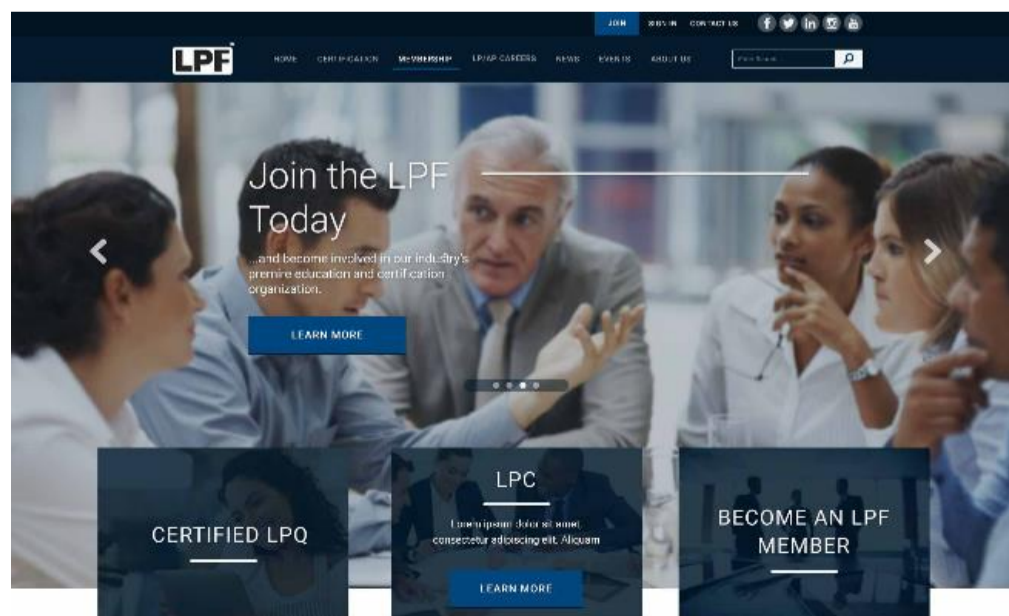 JOIN SIGN IN CONTACT US
LPF
HOME CERTIFICATION MEMBERSHIP LP/AP CAREERS NEWS EVENTS ABOUT US
Join the LPF
Today
...and become involved in our industry's
premire education and certification
organization.
LEARN MORE
CERTIFIED LPQ
LPC
Lorem ipsum dolor sit amet,
consectetur adipiscing elit. Aliquam
LEARN MORE
BECOME AN LPF
MEMBER